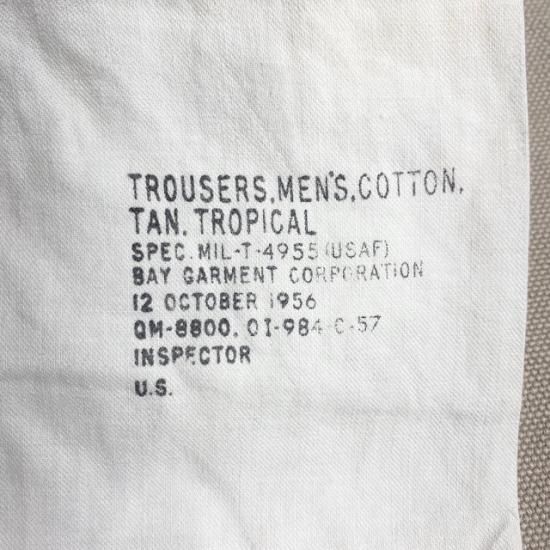 TROUSERS, MEN'S, COTTON,
TAN, TROPICAL
SPEC. MIL-T-4955 (USAF)
BAY GARMENT CORPORATION
12 OCTOBER 1956
QM-8800, OI-984-C-57
INSPECTOR
U.S.